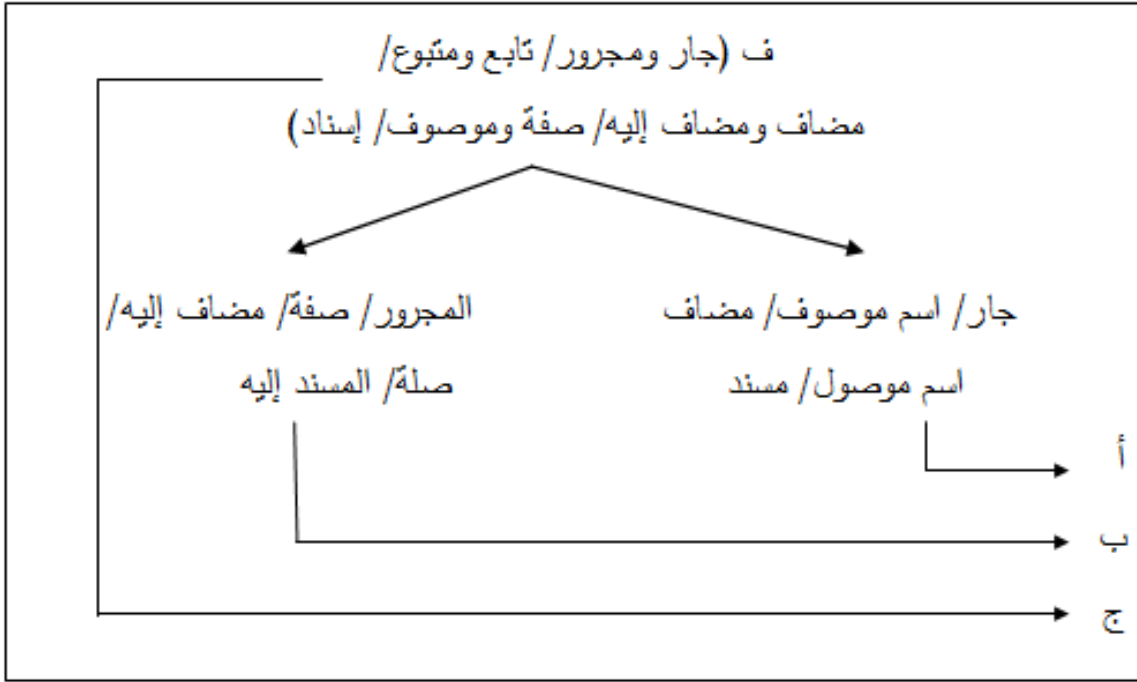 ف (جار ومجرور/ تابع ومتبوع/
مضاف ومضاف إليه/ صفة وموصوف/ إسناد)
جار/ اسم موصوف/ مضاف
اسم موصول/ مسند
المجرور/ صفة/ مضاف إليه/
صلة/ المسند إليه
أ
ب
ج